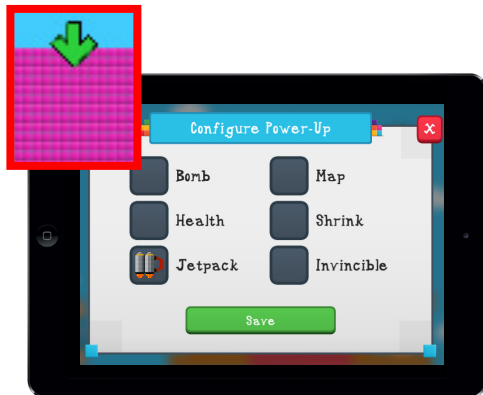 Configure Power-Up
X
Bomb
Map
Health
Shrink
Jetpack
Invincible
Save